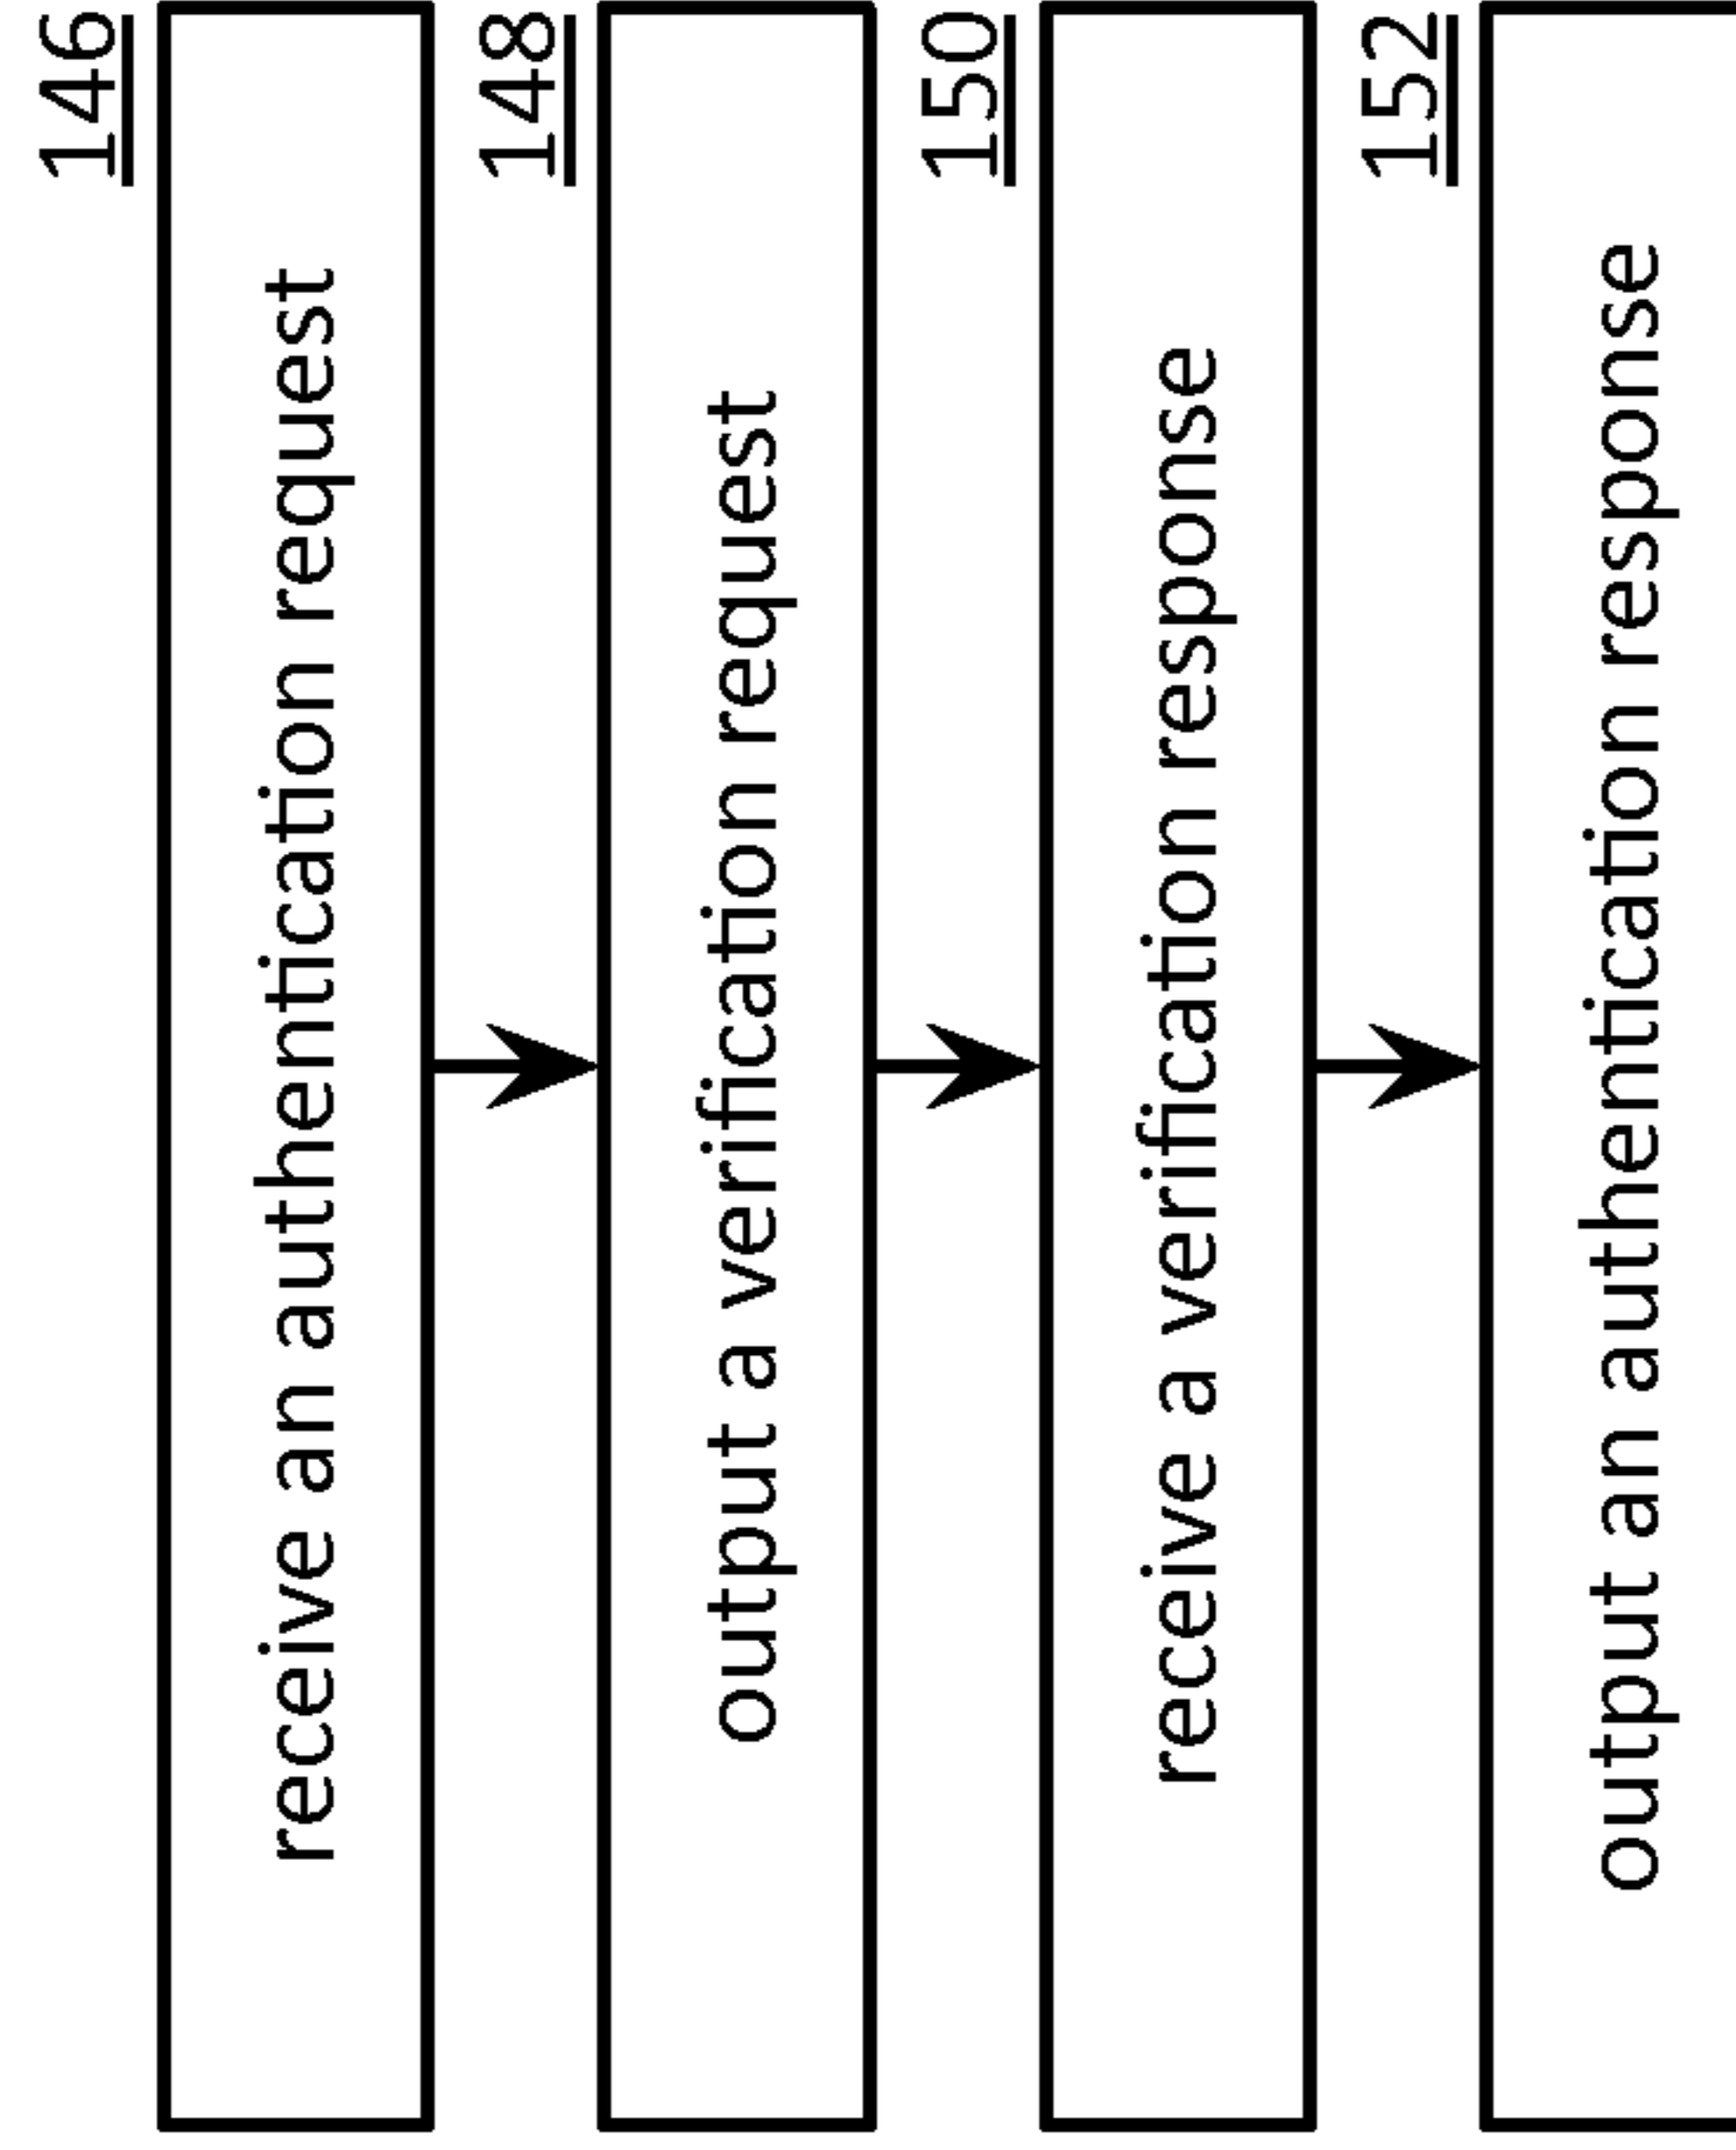 146
receive an authentication request
148
output a verification request
150
receive a verification response
152
output an authentication response